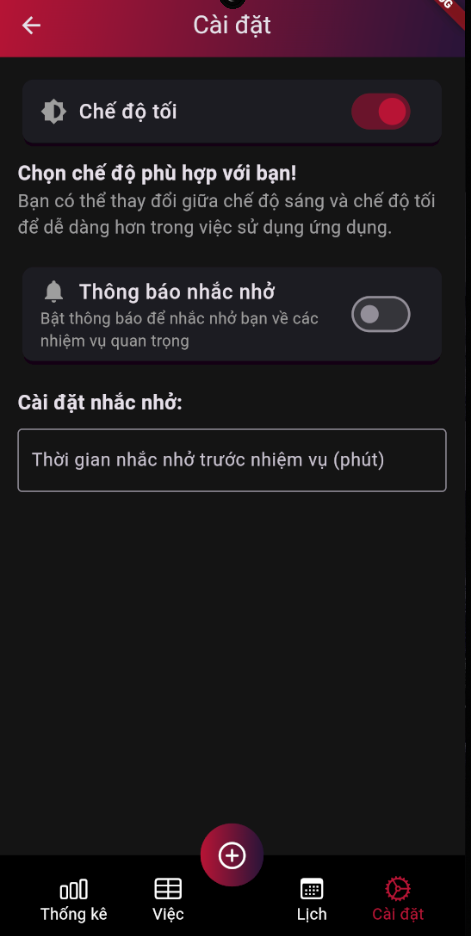 Cài đặt
Chế độ tối
Chọn chế độ phù hợp với bạn!
Bạn có thể thay đổi giữa chế độ sáng và chế độ tối
để dễ dàng hơn trong việc sử dụng ứng dụng.
Thông báo nhắc nhở
Bật thông báo để nhắc nhở bạn về các
nhiệm vụ quan trọng
Cài đặt nhắc nhở:
Thời gian nhắc nhở trước nhiệm vụ (phút)
Thống kê
Việc
Lịch
Cài đặt